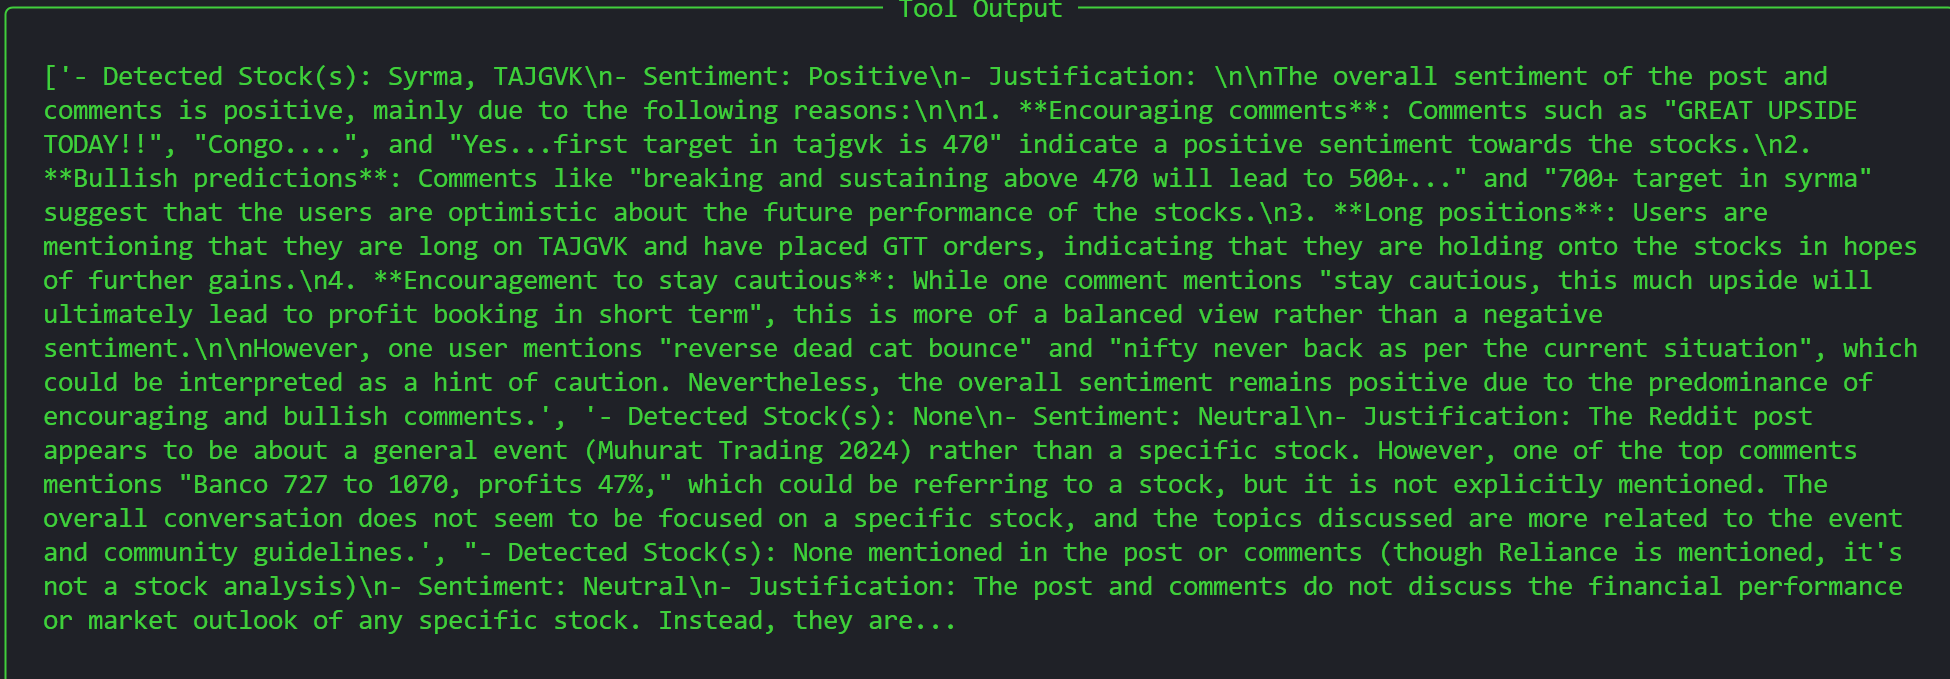 Tool Output
['- Detected Stock(s): Syrma, TAJGVK\n- Sentiment: Positive\n- Justification: \n\nThe overall sentiment of the post and
comments is positive, mainly due to the following reasons:\n\n1. **Encouraging comments**: Comments such as "GREAT UPSIDE
TODAY!!", "Congo....", and "Yes...first target in tajgvk is 470" indicate a positive sentiment towards the stocks.\n2.
**Bullish predictions**: Comments like "breaking and sustaining above 470 will lead to 500+..." and "700+ target in syrma"
suggest that the users are optimistic about the future performance of the stocks.\n3. **Long positions**: Users are
mentioning that they are long on TAJGVK and have placed GTT orders, indicating that they are holding onto the stocks in hopes
of further gains.\n4. **Encouragement to stay cautious**: While one comment mentions "stay cautious, this much upside will
ultimately lead to profit booking in short term", this is more of a balanced view rather than a negative
sentiment.\n\nHowever, one user mentions "reverse dead cat bounce" and "nifty never back as per the current situation", which
could be interpreted as a hint of caution. Nevertheless, the overall sentiment remains positive due to the predominance of
encouraging and bullish comments.', '- Detected Stock(s): None\n- Sentiment: Neutral\n- Justification: The Reddit post
appears to be about a general event (Muhurat Trading 2024) rather than a specific stock. However, one of the top comments
mentions "Banco 727 to 1070, profits 47%," which could be referring to a stock, but it is not explicitly mentioned. The
overall conversation does not seem to be focused on a specific stock, and the topics discussed are more related to the event
and community guidelines.', "- Detected Stock(s): None mentioned in the post or comments (though Reliance is mentioned, it's
not a stock analysis)\n- Sentiment: Neutral\n- Justification: The post and comments do not discuss the financial performance
or market outlook of any specific stock. Instead, they are...